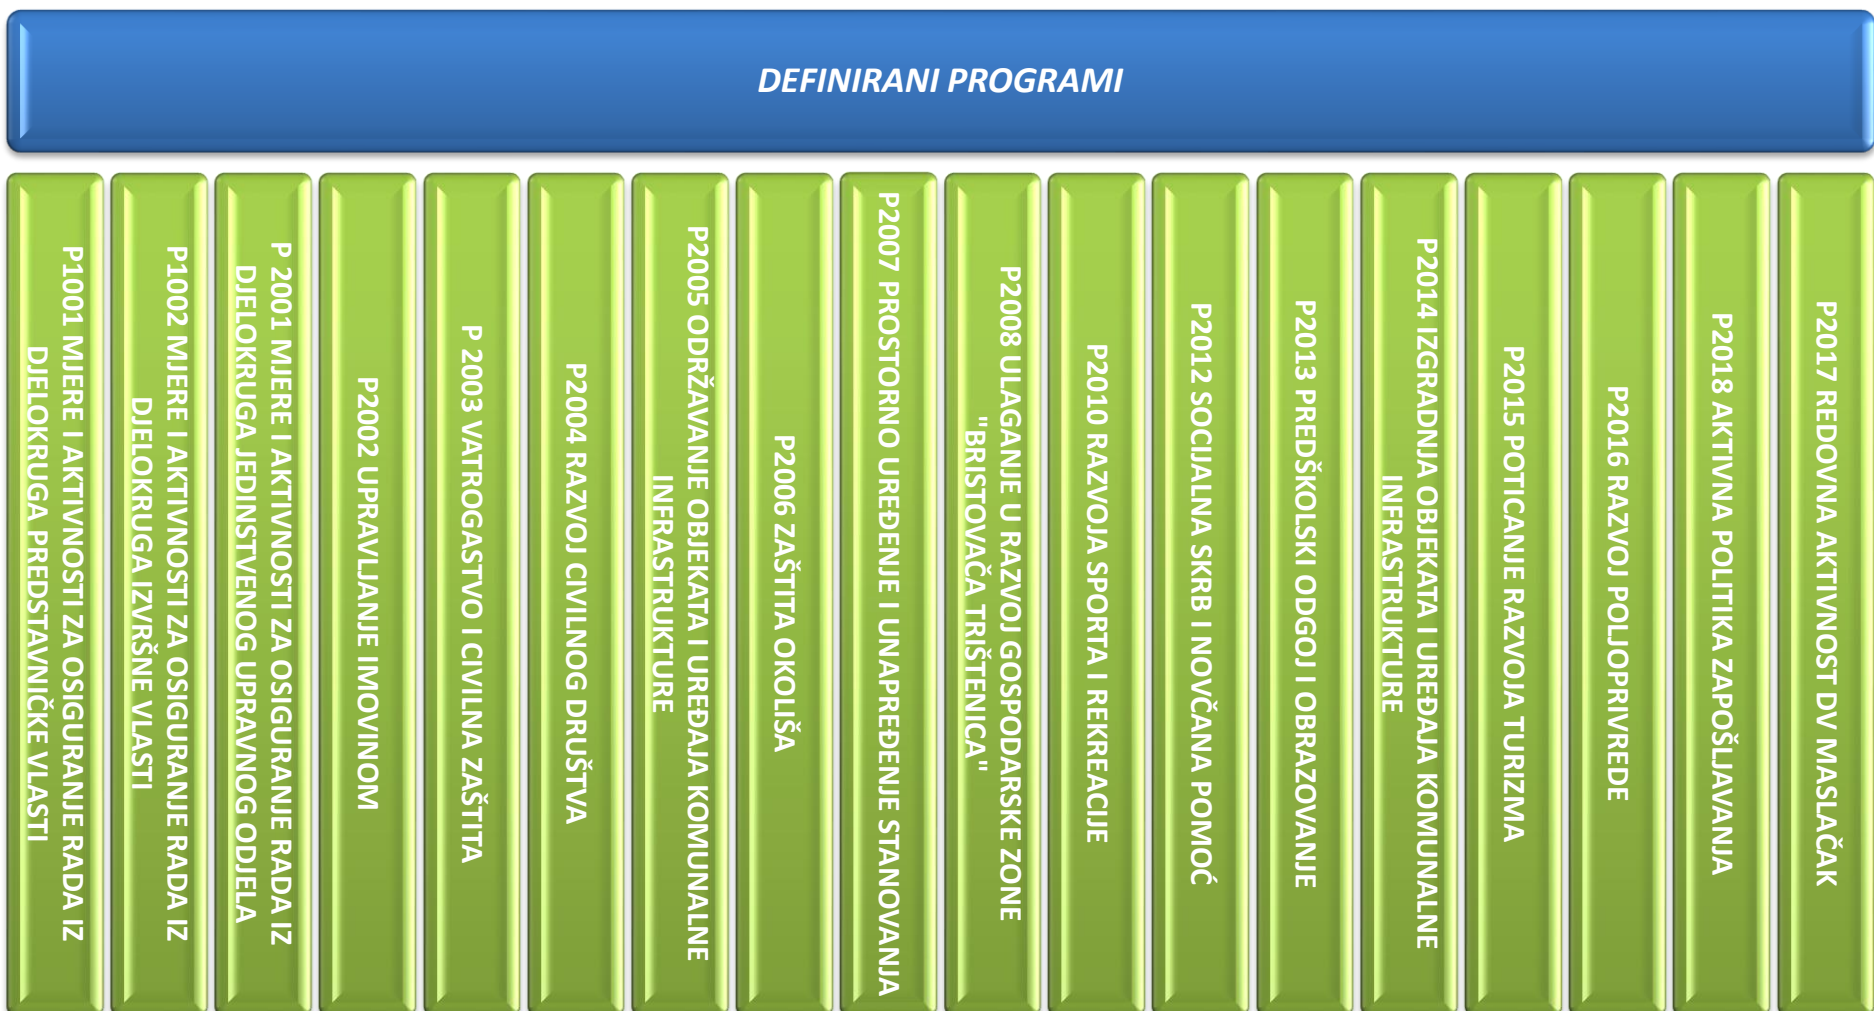 DEFINIRANI PROGRAMI
P1001 MJERE I AKTIVNOSTI ZA OSIGURANJE RADA IZ
DJELOKRUGA PREDSTAVNIČKE VLASTI
P1002 MJERE I AKTIVNOSTI ZA OSIGURANJE RADA IZ
DJELOKRUGA IZVRŠNE VLASTI
P 2001 MJERE I AKTIVNOSTI ZA OSIGURANJE RADA IZ
DJELOKRUGA JEDINSTVENOG UPRAVNOG ODJELA
P2002 UPRAVLJANJE IMOVINOM
P 2003 VATROGASTVO I CIVILNA ZAŠTITA
P2004 RAZVOJ CIVILNOG DRUŠTVA
P2005 ODRŽAVANJE OBJEKATA I UREĐAJA KOMUNALNE
INFRASTRUKTURE
P2006 ZAŠTITA OKOLIŠA
P2007 PROSTORNO UREĐENJE I UNAPREĐENJE STANOVANJA
P2008 ULAGANJE U RAZVOJ GOSPODARSKE ZONE
"BRISTOVAČA TRIŠTENICA"
P2010 RAZVOJA SPORTA I REKREACIJE
P2012 SOCIJALNA SKRB I NOVČANA POMOĆ
P2013 PREDŠKOLSKI ODGOJ I OBRAZOVANJE
P2014 IZGRADNJA OBJEKATA I UREĐAJA KOMUNALNE
INFRASTRUKTURE
P2015 POTICANJE RAZVOJA TURIZMA
P2016 RAZVOJ POLJOPRIVREDE
P2018 AKTIVNA POLITIKA ZAPOŠLJAVANJA
P2017 REDOVNA AKTIVNOST DV MASLAČAK